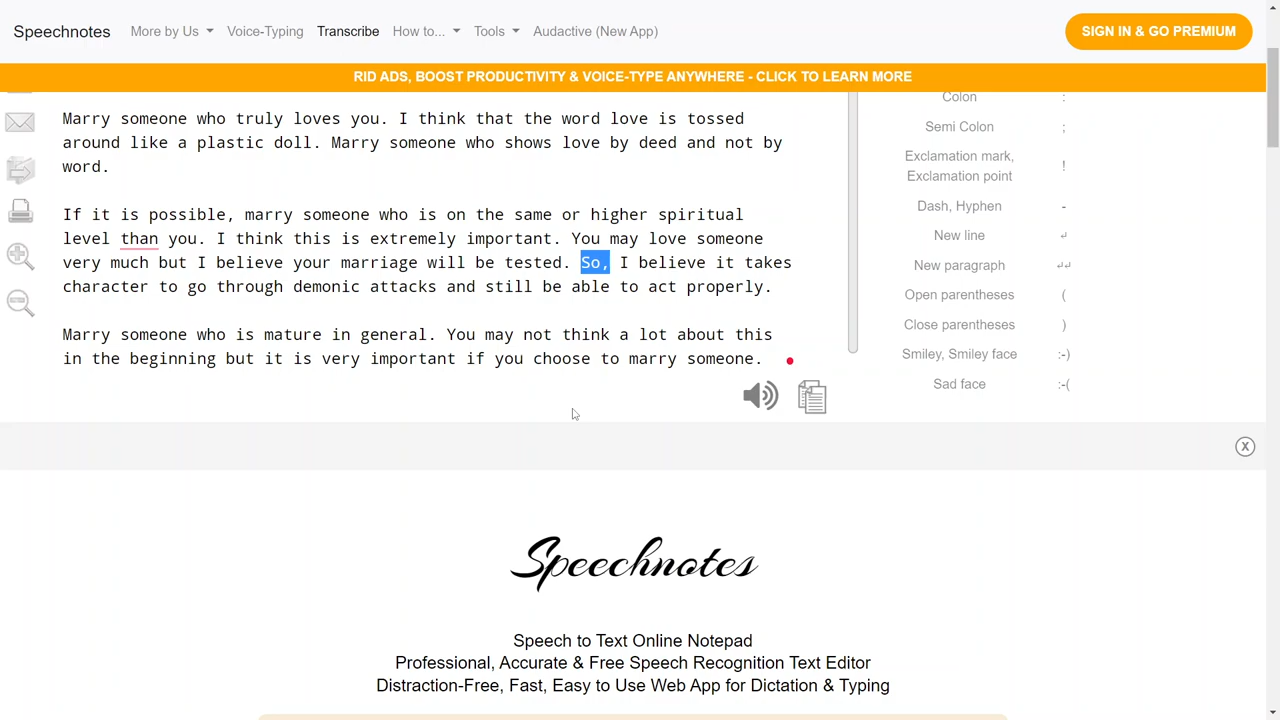 Speechnotes More by Us Voice-Typing Transcribe How to... Tools Audactive (New App) SIGN IN & GO PREMIUM
RID ADS, BOOST PRODUCTIVITY & VOICE-TYPE ANYWHERE - CLICK TO LEARN MORE
Marry someone who truly loves you. I think that the word love is tossed
around like a plastic doll. Marry someone who shows love by deed and not by
word.
If it is possible, marry someone who is on the same or higher spiritual
level than you. I think this is extremely important. You may love someone
very much but I believe your marriage will be tested. So, I believe it takes
character to go through demonic attacks and still be able to act properly.
Marry someone who is mature in general. You may not think a lot about this
in the beginning but it is very important if you choose to marry someone.
Colon :
Semi Colon ;
Exclamation mark, !
Exclamation point
Dash, Hyphen -
New line ↵
New paragraph ↵↵
Open parentheses (
Close parentheses )
Smiley, Smiley face :-)
Sad face :-(
X
Speechnotes
Speech to Text Online Notepad
Professional, Accurate & Free Speech Recognition Text Editor
Distraction-Free, Fast, Easy to Use Web App for Dictation & Typing